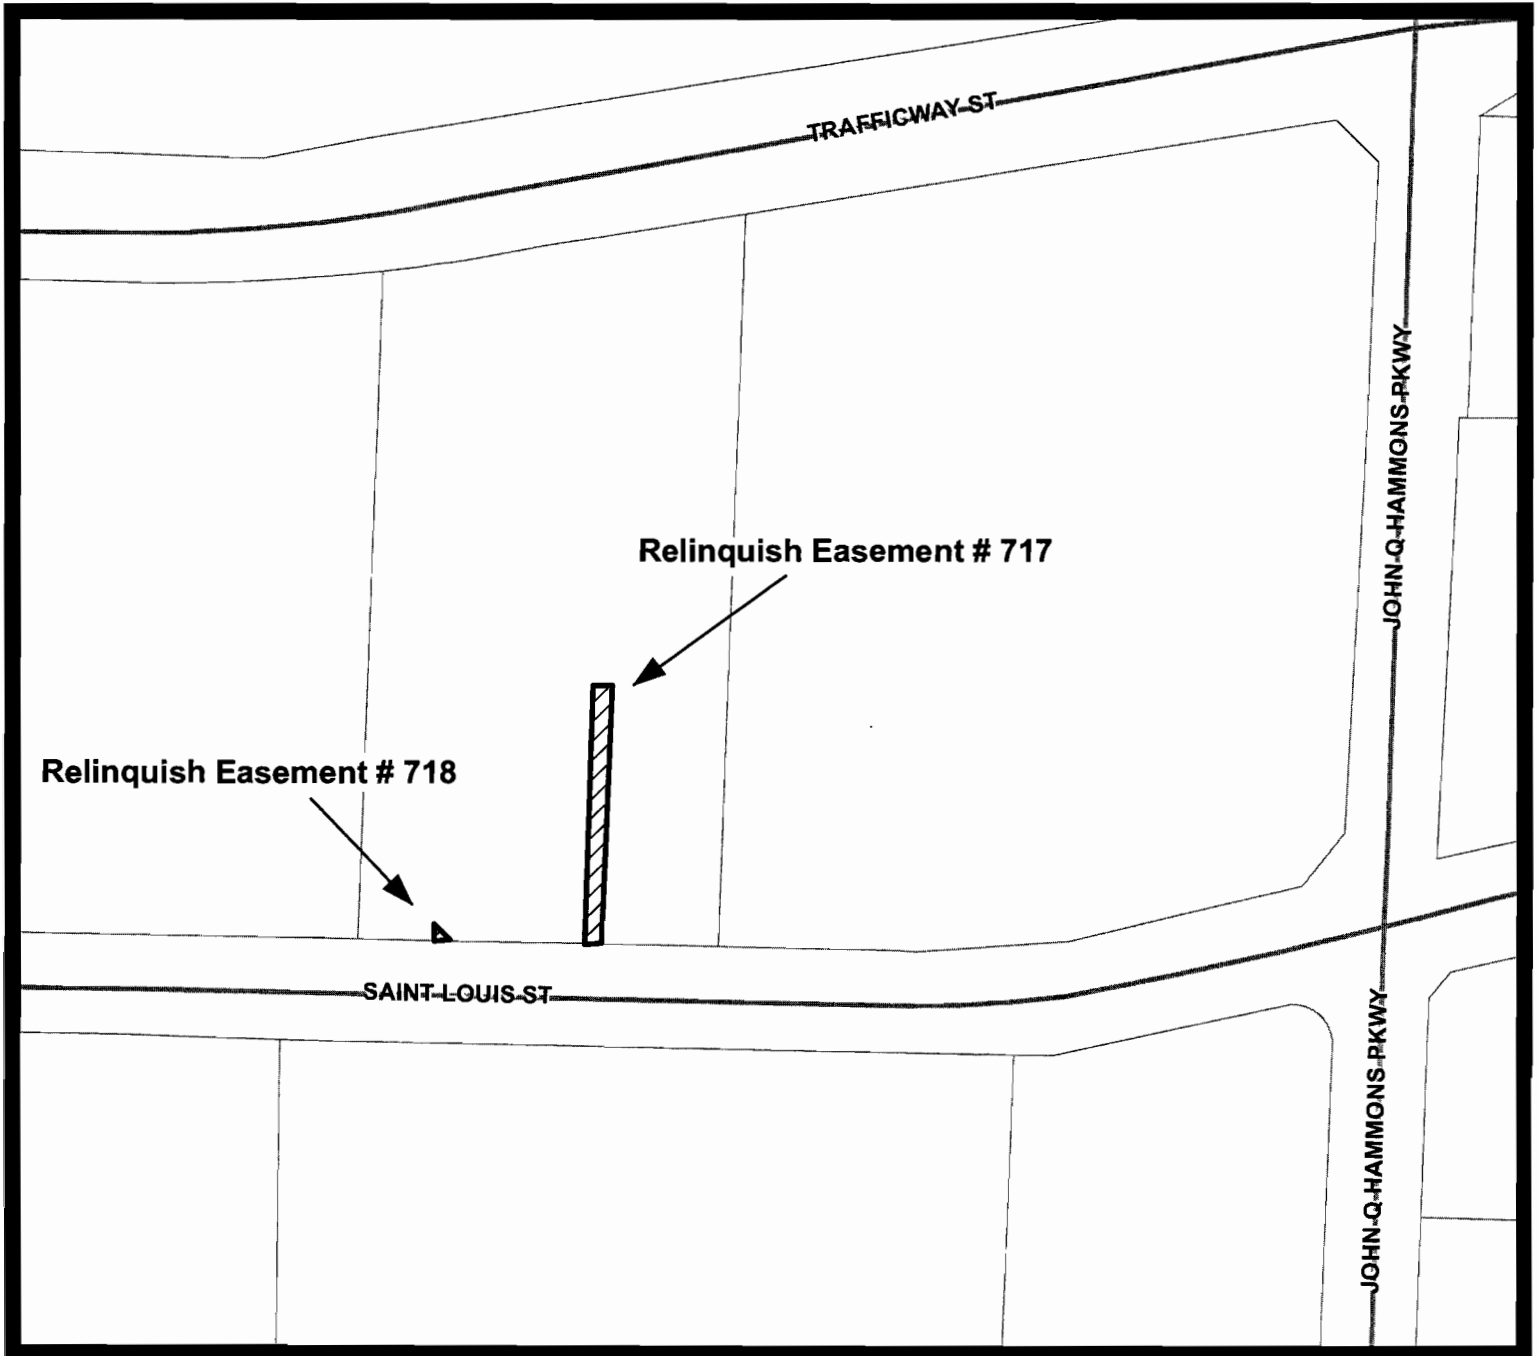 TRAFFICWAY ST
JOHN Q HAMMONS PKWY
Relinquish Easement # 717
Relinquish Easement # 718
SAINT LOUIS ST
JOHN Q HAMMONS PKWY